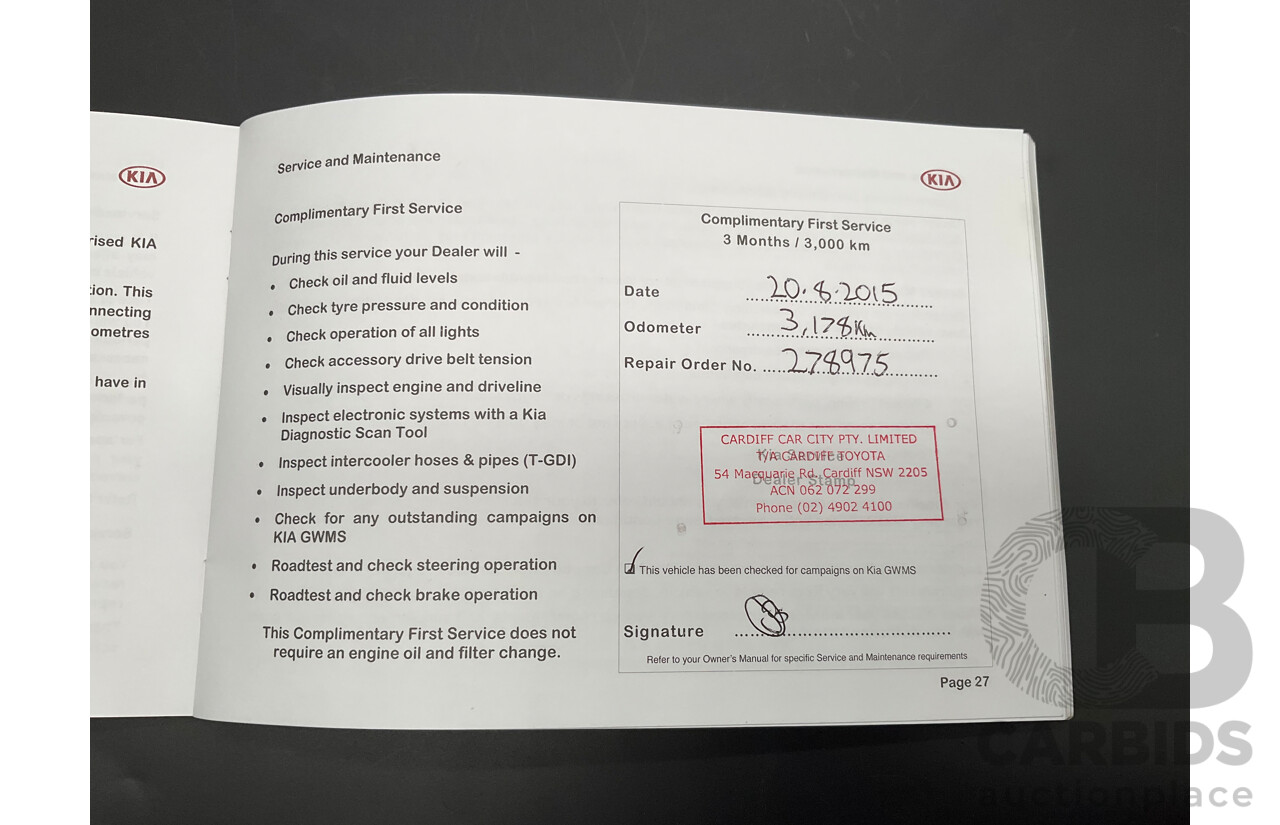 KIA
rised KIA
tion. This
nnecting
ometres
have in
Service and Maintenance
KIA
Complimentary First Service
During this service your Dealer will -
• Check oil and fluid levels
• Check tyre pressure and condition
• Check operation of all lights
• Check accessory drive belt tension
• Visually inspect engine and driveline
• Inspect electronic systems with a Kia
Diagnostic Scan Tool
• Inspect intercooler hoses & pipes (T-GDI)
• Inspect underbody and suspension
• Check for any outstanding campaigns on
KIA GWMS
• Roadtest and check steering operation
• Roadtest and check brake operation
This Complimentary First Service does not
require an engine oil and filter change.
Complimentary First Service
3 Months / 3,000 km
Date 20.8.2015
Odometer 3,178Km
Repair Order No. 278975
CARDIFF CAR CITY PTY. LIMITED
T/A CARDIFF TOYOTA
54 Macquarie Rd. Cardiff NSW 2205
Dealer Stamp
ACN 062 072 299
Phone (02) 4902 4100
This vehicle has been checked for campaigns on Kia GWMS
Signature
Refer to your Owner's Manual for specific Service and Maintenance requirements
Page 27
CB
CARBIDS
auctionplace